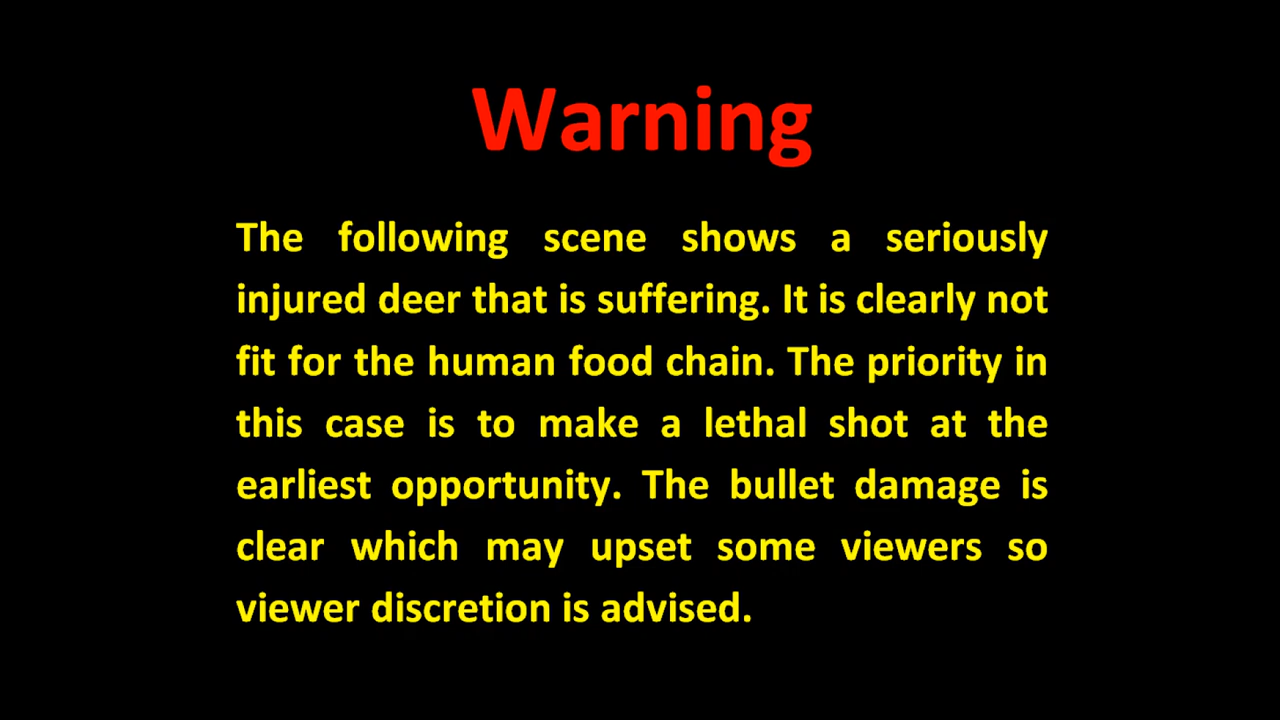 Warning
The following scene shows a seriously
injured deer that is suffering. It is clearly not
fit for the human food chain. The priority in
this case is to make a lethal shot at the
earliest opportunity. The bullet damage is
clear which may upset some viewers so
viewer discretion is advised.